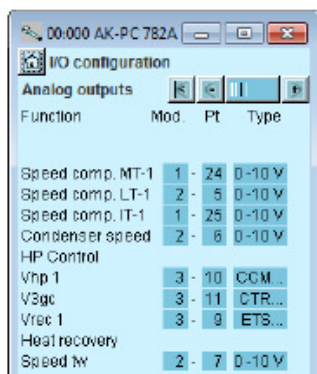 00:000 AK-PC 782A
I/O configuration
Analog outputs
Function Mod. Pt Type
Speed comp. MT-1 1 - 24 0-10 V
Speed comp. LT-1 2 - 5 0-10 V
Speed comp. IT-1 1 - 25 0-10 V
Condenser speed 2 - 6 0-10 V
HP Control
Vhp 1 3 - 10 CCM...
V3gc 3 - 11 CTR...
Vrec 1 3 - 9 ETS...
Heat recovery
Speed tw 2 - 7 0-10 V